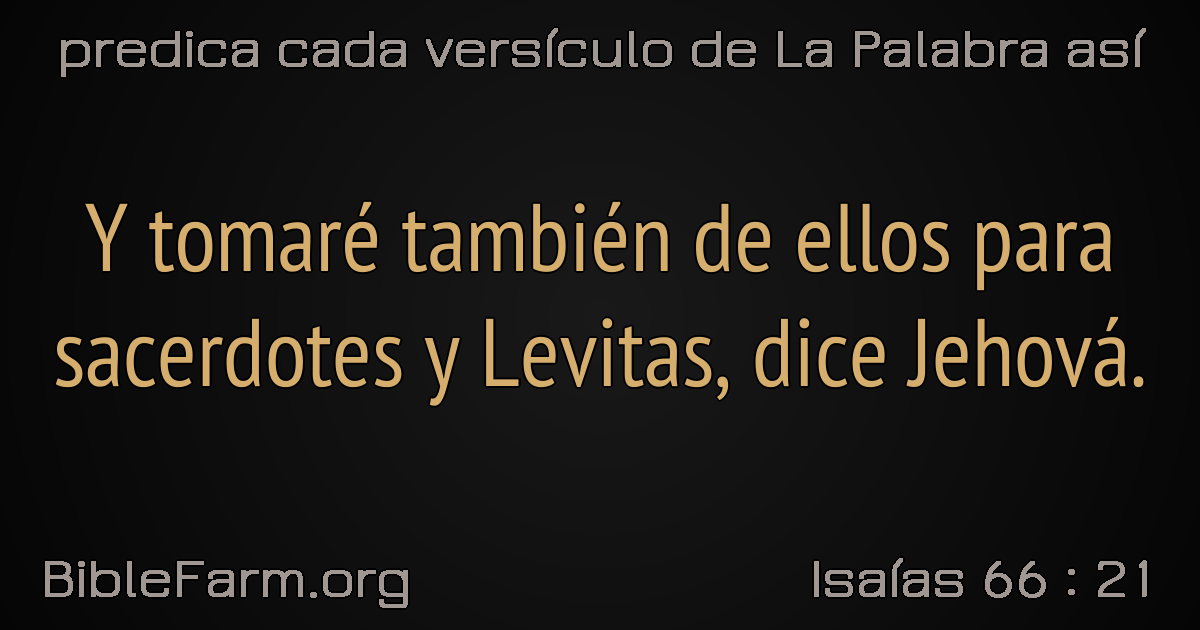 predica cada versículo de La Palabra así
Y tomaré también de ellos para
sacerdotes y Levitas, dice Jehová.
BibleFarm.org
Isaías 66 : 21